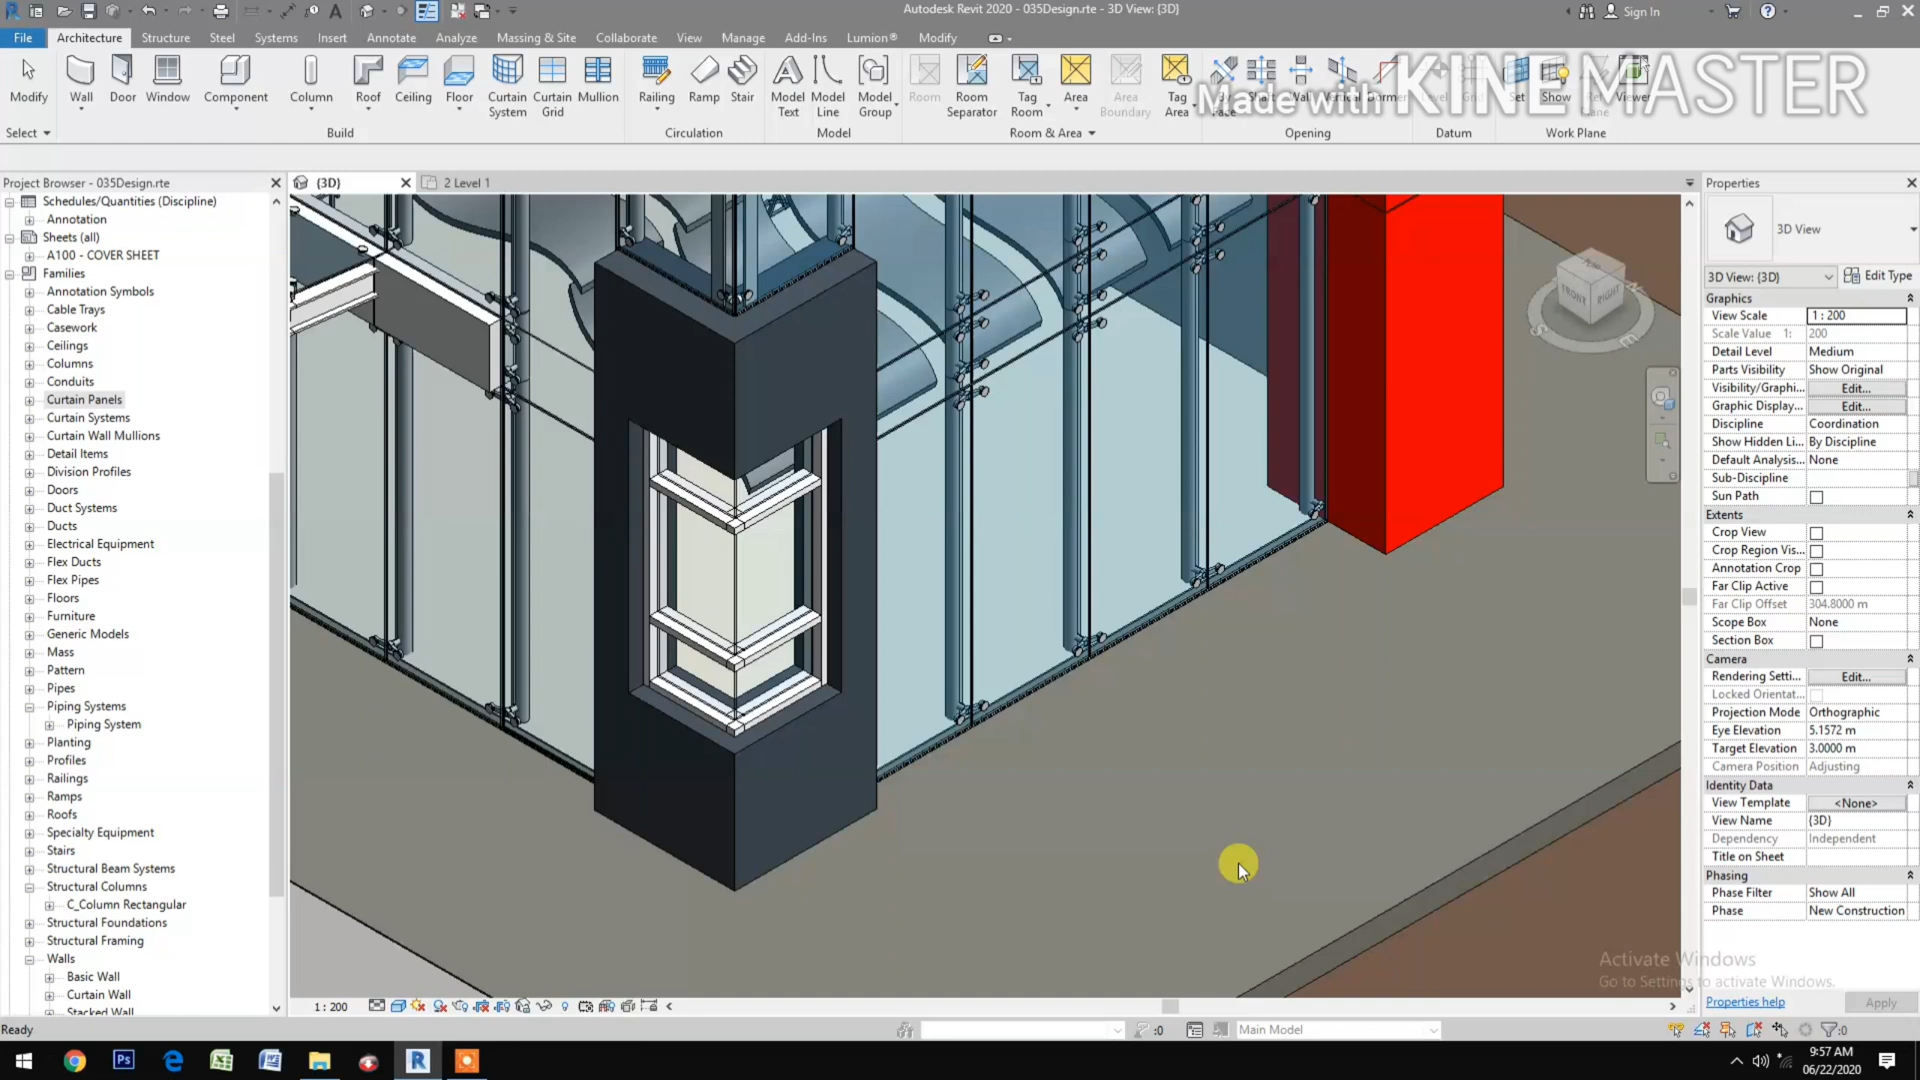 Autodesk Revit 2020 - 035Design.rte - 3D View: {3D}
Sign In
File Architecture Structure Steel Systems Insert Annotate Analyze Massing & Site Collaborate View Manage Add-Ins Lumion® Modify
Modify Wall Door Window Component Column Roof Ceiling Floor Curtain System Curtain Grid Mullion Railing Ramp Stair Model Text Model Line Model Group Room Room Separator Tag Room Area Area Boundary Tag Area
Made with KINEMASTER
Select Build Circulation Model Room & Area Opening Datum Work Plane
Project Browser - 035Design.rte
{3D}
2 Level 1
Schedules/Quantities (Discipline)
Annotation
Sheets (all)
A100 - COVER SHEET
Families
Annotation Symbols
Cable Trays
Casework
Ceilings
Columns
Conduits
Curtain Panels
Curtain Systems
Curtain Wall Mullions
Detail Items
Division Profiles
Doors
Duct Systems
Ducts
Electrical Equipment
Flex Ducts
Flex Pipes
Floors
Furniture
Generic Models
Mass
Pattern
Pipes
Piping Systems
Piping System
Planting
Profiles
Railings
Ramps
Roofs
Specialty Equipment
Stairs
Structural Beam Systems
Structural Columns
C_Column Rectangular
Structural Foundations
Structural Framing
Walls
Basic Wall
Curtain Wall
Stacked Wall
FRONT RIGHT
S E
1 : 200
Properties
3D View
3D View: {3D} Edit Type
Graphics
View Scale 1 : 200
Scale Value 1: 200
Detail Level Medium
Parts Visibility Show Original
Visibility/Graphi... Edit...
Graphic Display... Edit...
Discipline Coordination
Show Hidden Li... By Discipline
Default Analysis... None
Sub-Discipline
Sun Path
Extents
Crop View
Crop Region Vis...
Annotation Crop
Far Clip Active
Far Clip Offset 304.8000 m
Scope Box None
Section Box
Camera
Rendering Setti... Edit...
Locked Orientat...
Projection Mode Orthographic
Eye Elevation 5.1572 m
Target Elevation 3.0000 m
Camera Position Adjusting
Identity Data
View Template <None>
View Name {3D}
Dependency Independent
Title on Sheet
Phasing
Phase Filter Show All
Phase New Construction
Activate Windows
Go to Settings to activate Windows.
Properties help Apply
Ready
:0
Main Model
:0
9:57 AM
06/22/2020